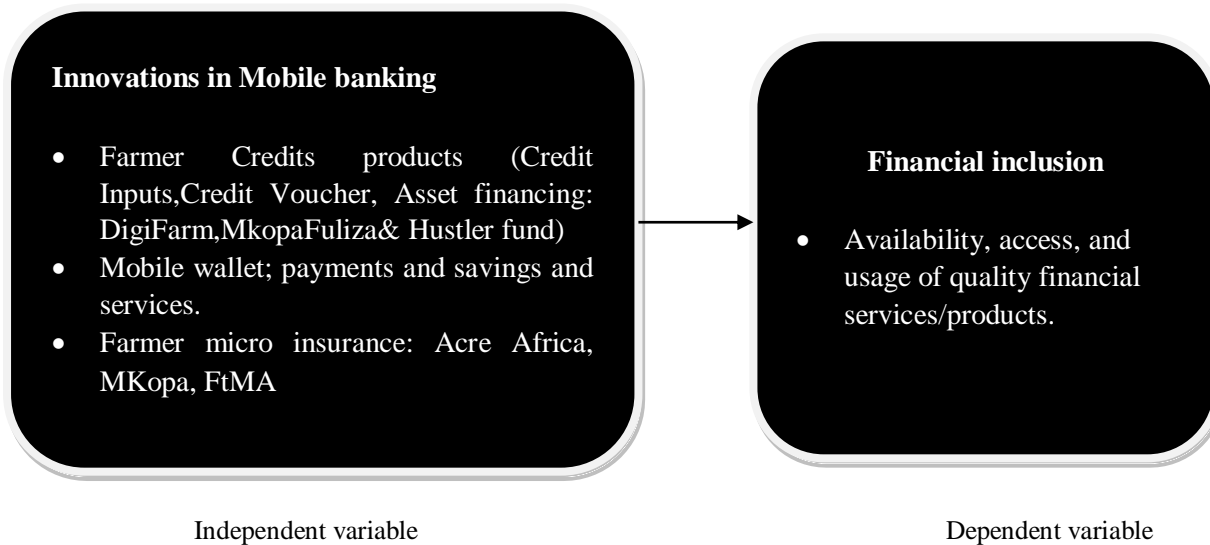 Innovations in Mobile banking
• Farmer Credits products (Credit
Inputs,Credit Voucher, Asset financing:
DigiFarm,MkopaFuliza& Hustler fund)
• Mobile wallet; payments and savings and
services.
• Farmer micro insurance: Acre Africa,
MKopa, FtMA
Financial inclusion
• Availability, access, and
usage of quality financial
services/products.
Independent variable
Dependent variable